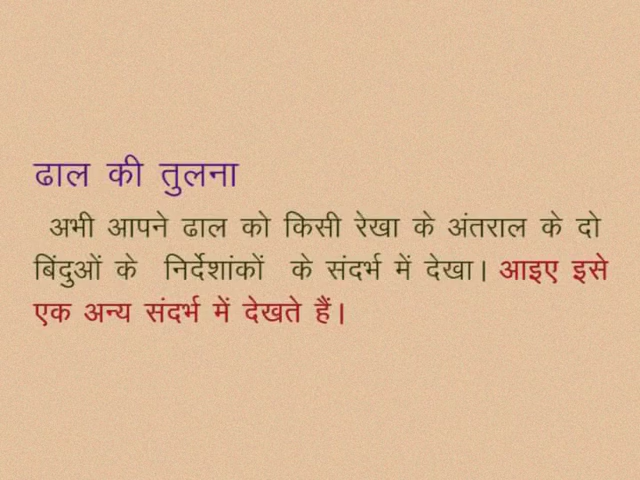 ढाल की तुलना
अभी आपने ढाल को किसी रेखा के अंतराल के दो
बिंदुओं के निर्देशांकों के संदर्भ में देखा। आइए इसे
एक अन्य संदर्भ में देखते हैं।